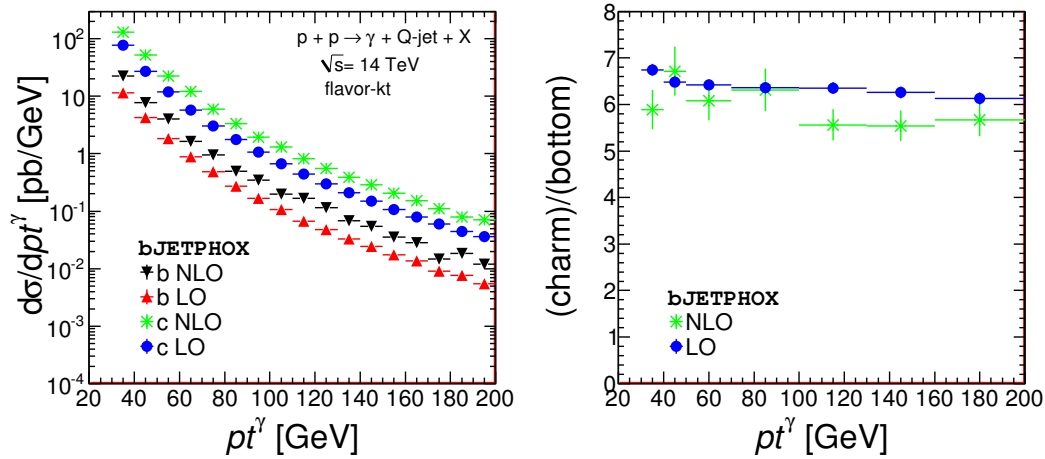 dσ/dpt^γ [pb/GeV]
10²
10
1
10⁻¹
10⁻²
10⁻³
10⁻⁴
p + p → γ + Q-jet + X
√s= 14 TeV
flavor-kt
bJETPHOX
b NLO
b LO
c NLO
c LO
20 40 60 80 100 120 140 160 180 200
pt^γ [GeV]
(charm)/(bottom)
8
7
6
5
4
3
2
1
0
bJETPHOX
NLO
LO
20 40 60 80 100 120 140 160 180 200
pt^γ [GeV]